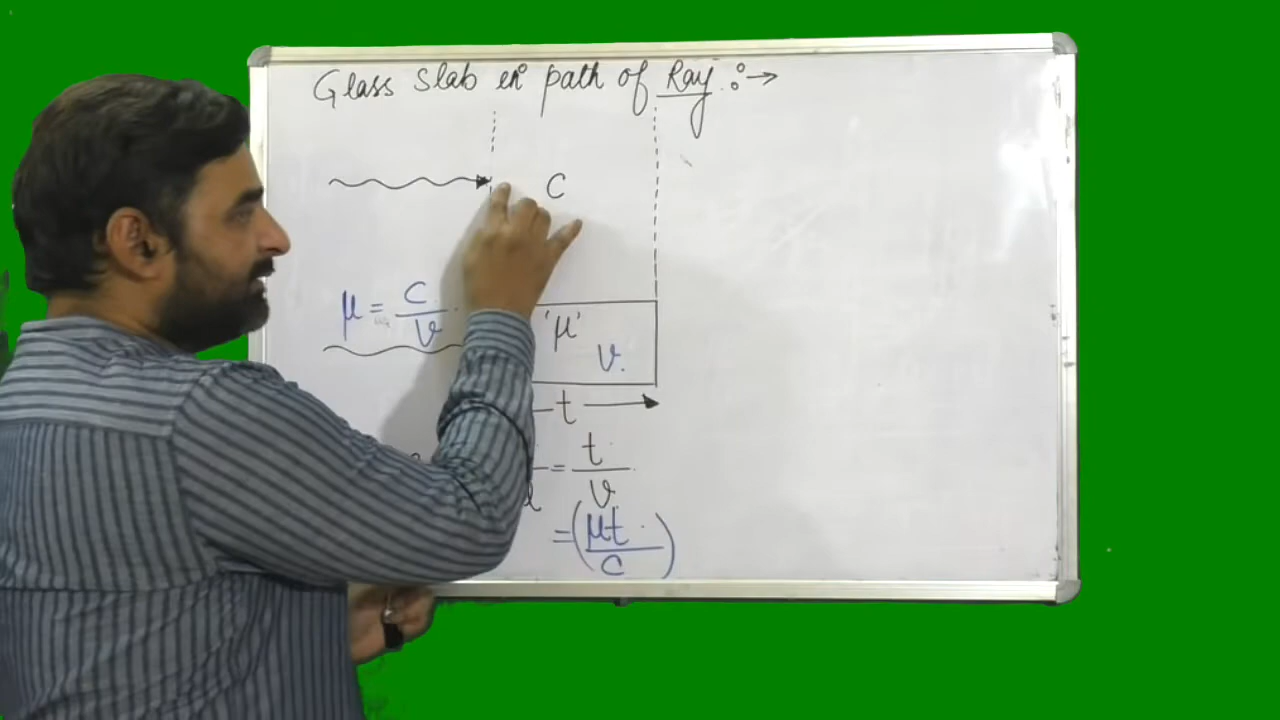 Glass slab in path of Ray :→
C
μ = C/v
'μ'
v.
t
= t/v
= (μt/C)